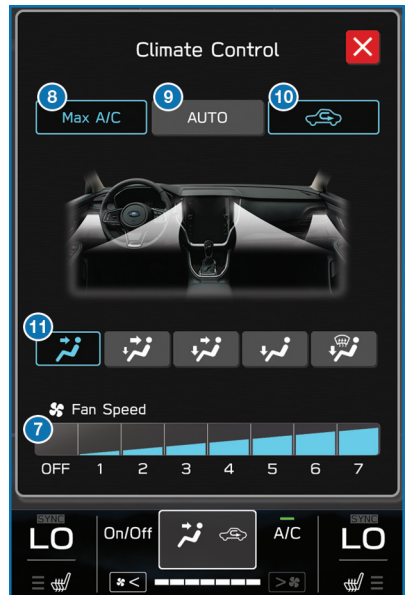 Climate Control
8 9 10
Max A/C AUTO
11
Fan Speed
7
OFF 1 2 3 4 5 6 7
SYNC SYNC
LO On/Off A/C LO